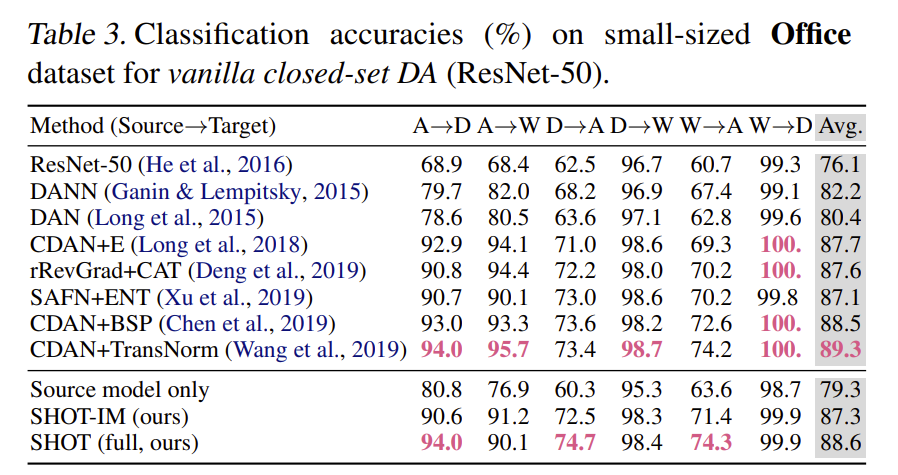 Table 3. Classification accuracies (%) on small-sized Office
dataset for vanilla closed-set DA (ResNet-50).
Method (Source→Target) A→D A→W D→A D→W W→A W→D Avg.
ResNet-50 (He et al., 2016) 68.9 68.4 62.5 96.7 60.7 99.3 76.1
DANN (Ganin & Lempitsky, 2015) 79.7 82.0 68.2 96.9 67.4 99.1 82.2
DAN (Long et al., 2015) 78.6 80.5 63.6 97.1 62.8 99.6 80.4
CDAN+E (Long et al., 2018) 92.9 94.1 71.0 98.6 69.3 100. 87.7
rRevGrad+CAT (Deng et al., 2019) 90.8 94.4 72.2 98.0 70.2 100. 87.6
SAFN+ENT (Xu et al., 2019) 90.7 90.1 73.0 98.6 70.2 99.8 87.1
CDAN+BSP (Chen et al., 2019) 93.0 93.3 73.6 98.2 72.6 100. 88.5
CDAN+TransNorm (Wang et al., 2019) 94.0 95.7 73.4 98.7 74.2 100. 89.3
Source model only 80.8 76.9 60.3 95.3 63.6 98.7 79.3
SHOT-IM (ours) 90.6 91.2 72.5 98.3 71.4 99.9 87.3
SHOT (full, ours) 94.0 90.1 74.7 98.4 74.3 99.9 88.6